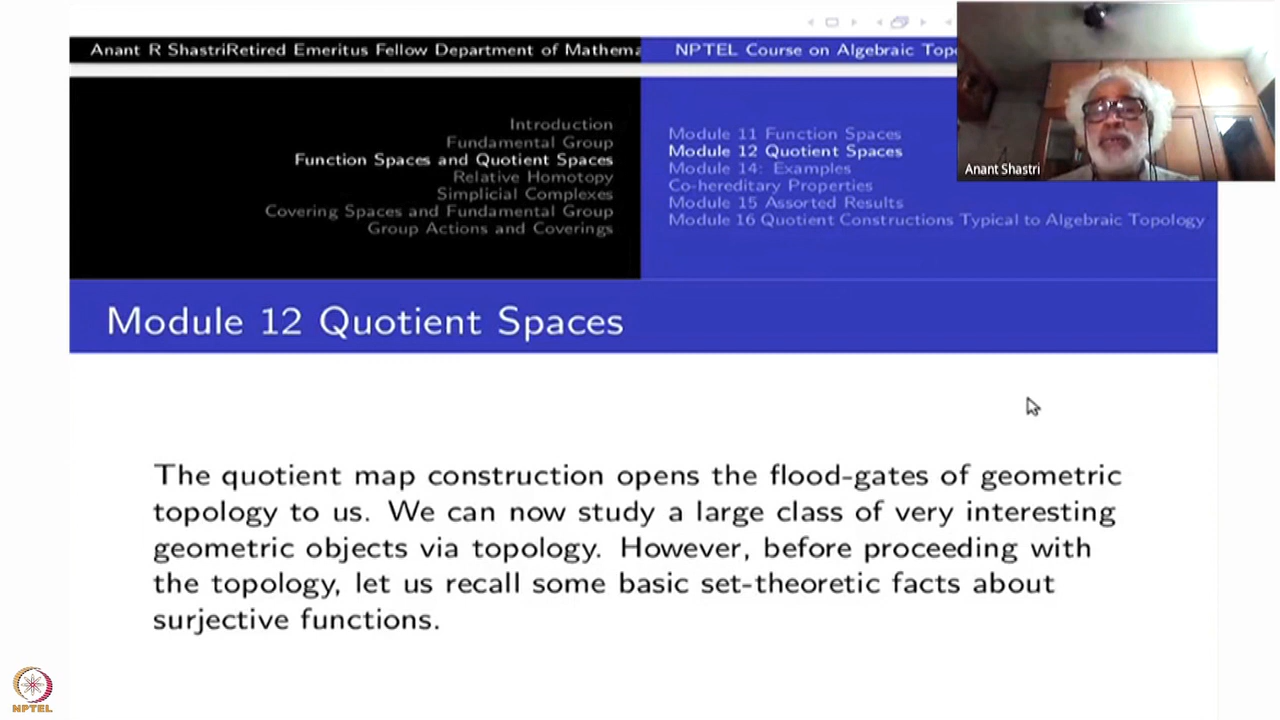 Anant R ShastriRetired Emeritus Fellow Department of Mathema
NPTEL Course on Algebraic Topo
Introduction
Fundamental Group
Function Spaces and Quotient Spaces
Relative Homotopy
Simplicial Complexes
Covering Spaces and Fundamental Group
Group Actions and Coverings
Module 11 Function Spaces
Module 12 Quotient Spaces
Module 14: Examples
Co-hereditary Properties
Module 15 Assorted Results
Module 16 Quotient Constructions Typical to Algebraic Topology
Anant Shastri
Module 12 Quotient Spaces
The quotient map construction opens the flood-gates of geometric
topology to us. We can now study a large class of very interesting
geometric objects via topology. However, before proceeding with
the topology, let us recall some basic set-theoretic facts about
surjective functions.
NPTEL